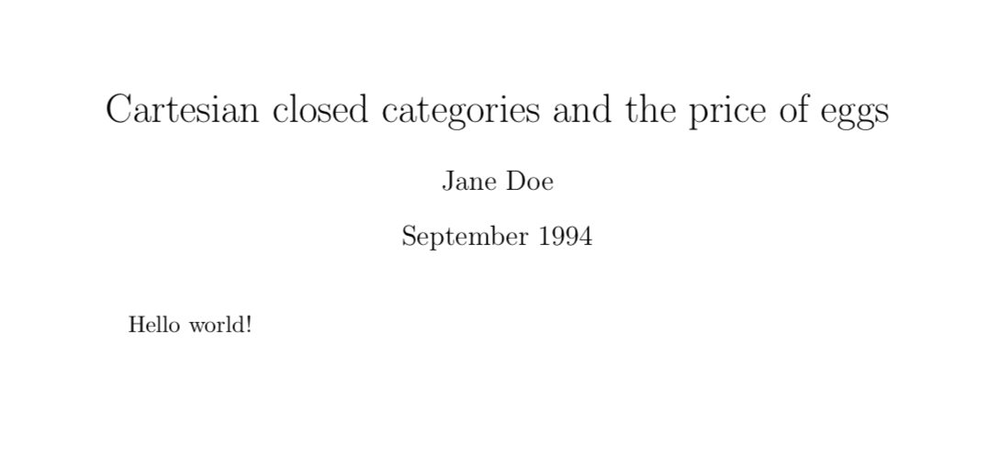 Cartesian closed categories and the price of eggs
Jane Doe
September 1994
Hello world!